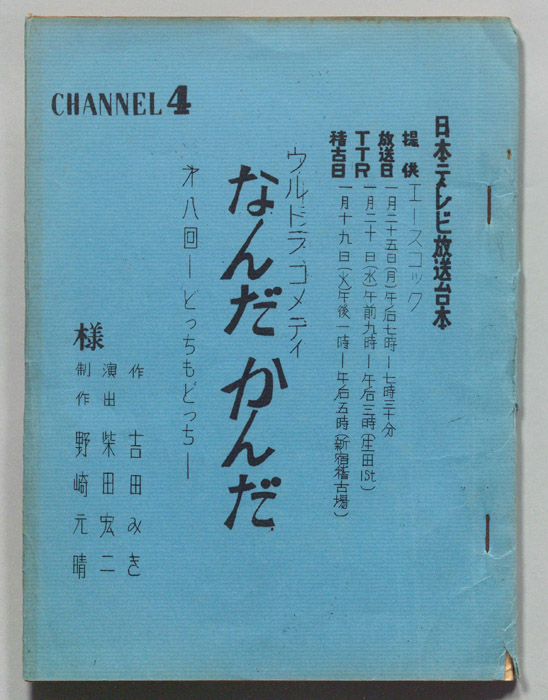 CHANNEL 4
日本テレビ放送台本
提供 エースコック
放送日 一月二十五日(月)午后七時ー七時三十分
TTR 一月二十日(水)午前九時ー午后三時(生田1St.)
稽古日 一月十九日(火)午後一時ー午后五時(新宿稽古場)
ウルドラコメディ
なんだかんだ
才八回ーどっちもどっちー
作 吉田みき
演出 柴田宏二
制作 野崎元晴
様